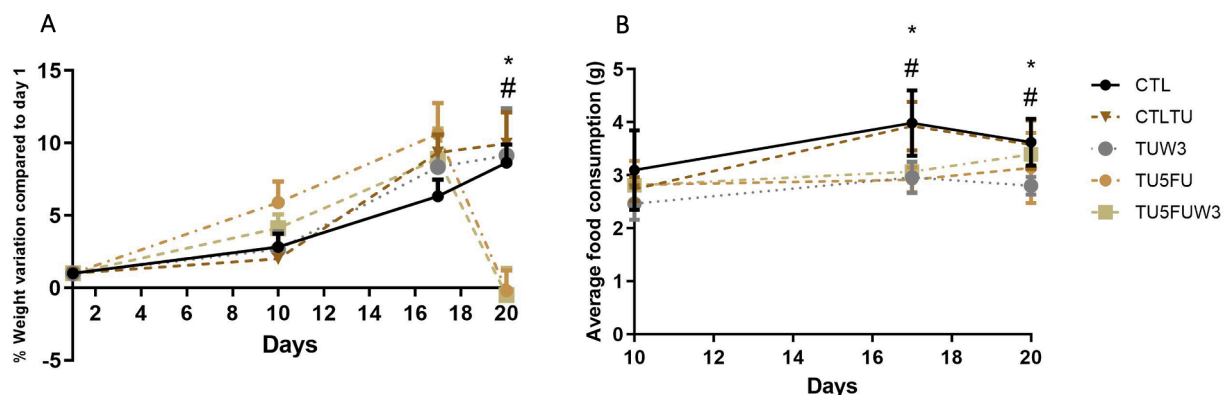 A
% Weight variation compared to day 1
15
10
5
0
-5
2 4 6 8 10 12 14 16 18 20
Days
*
#
B
Average food consumption (g)
5
4
3
2
1
0
10 12 14 16 18 20
Days
*
#
*
#
CTL
CTLTU
TUW3
TU5FU
TU5FUW3